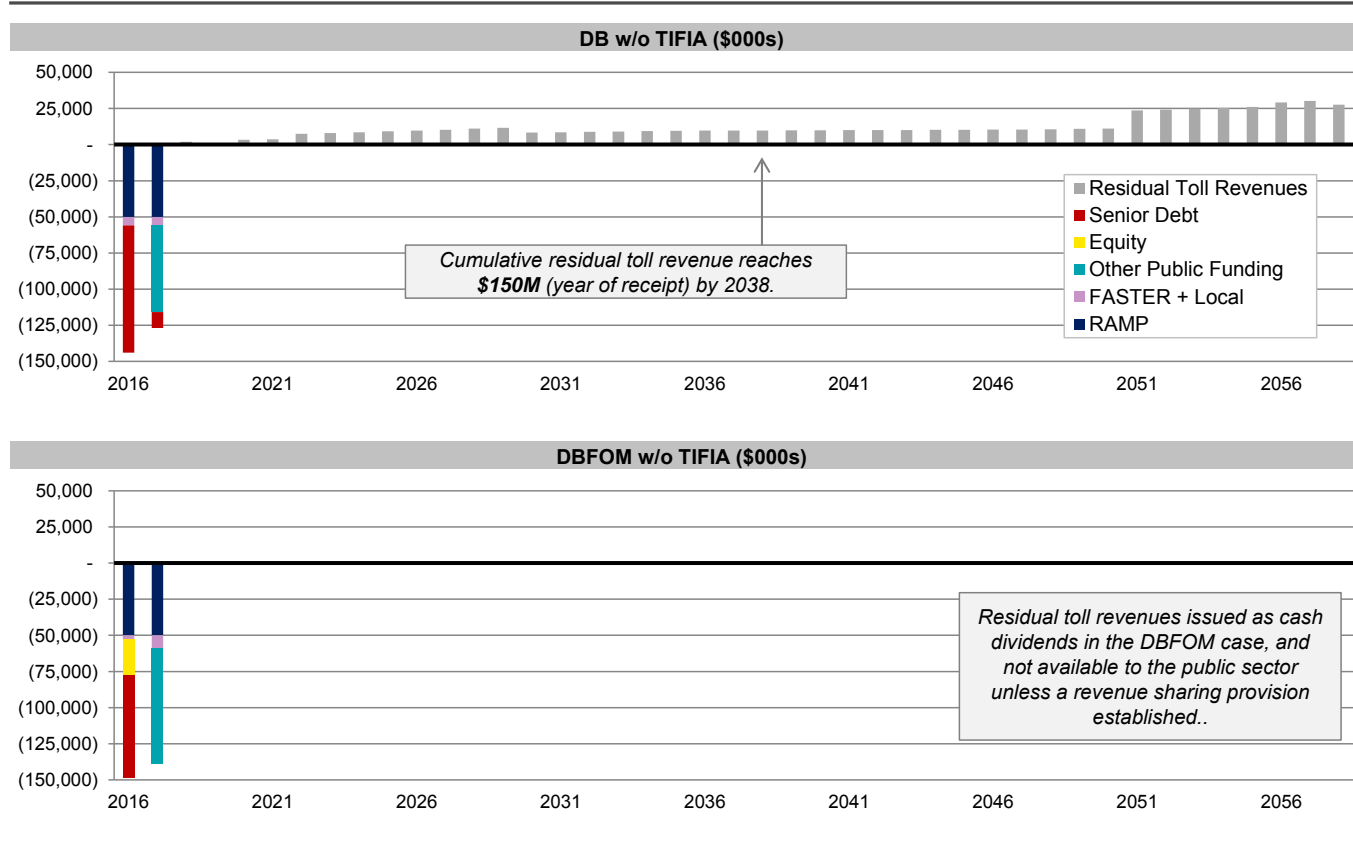 DB w/o TIFIA ($000s)
50,000
25,000
-
(25,000)
(50,000)
(75,000)
(100,000)
(125,000)
(150,000)
2016 2021 2026 2031 2036 2041 2046 2051 2056
Cumulative residual toll revenue reaches
$150M (year of receipt) by 2038.
Residual Toll Revenues
Senior Debt
Equity
Other Public Funding
FASTER + Local
RAMP
DBFOM w/o TIFIA ($000s)
50,000
25,000
-
(25,000)
(50,000)
(75,000)
(100,000)
(125,000)
(150,000)
2016 2021 2026 2031 2036 2041 2046 2051 2056
Residual toll revenues issued as cash
dividends in the DBFOM case, and
not available to the public sector
unless a revenue sharing provision
established..